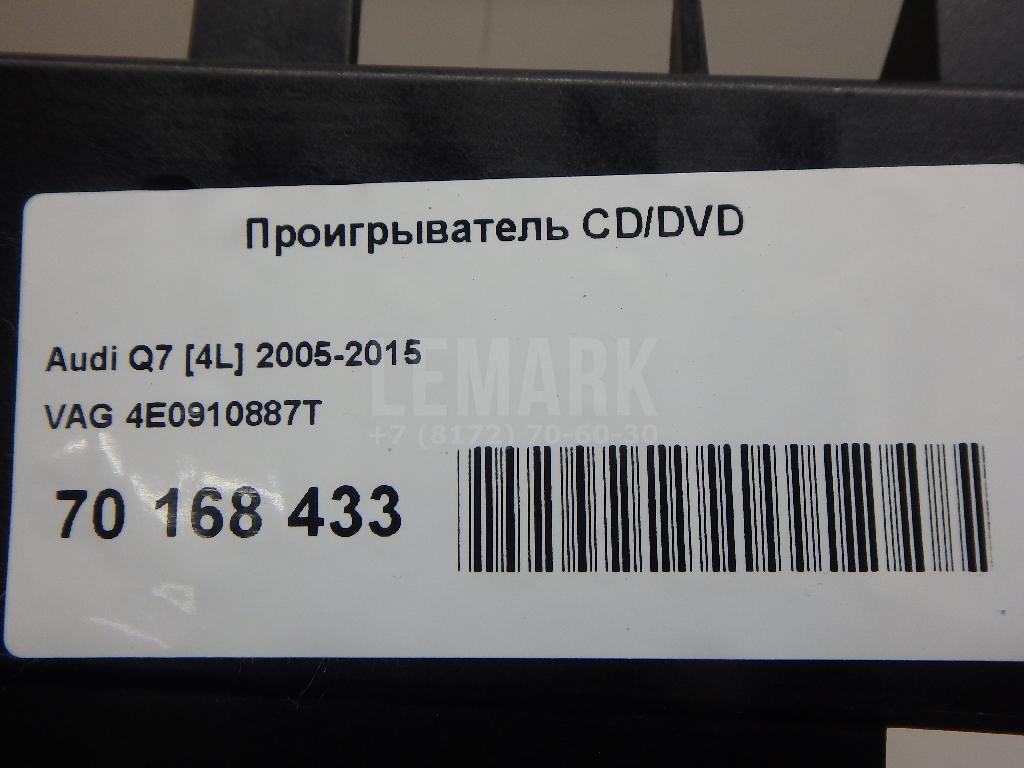 Проигрыватель CD/DVD
Audi Q7 [4L] 2005-2015
LEMARK
VAG 4E0910887T
+7 (8172) 70-60-30
70 168 433